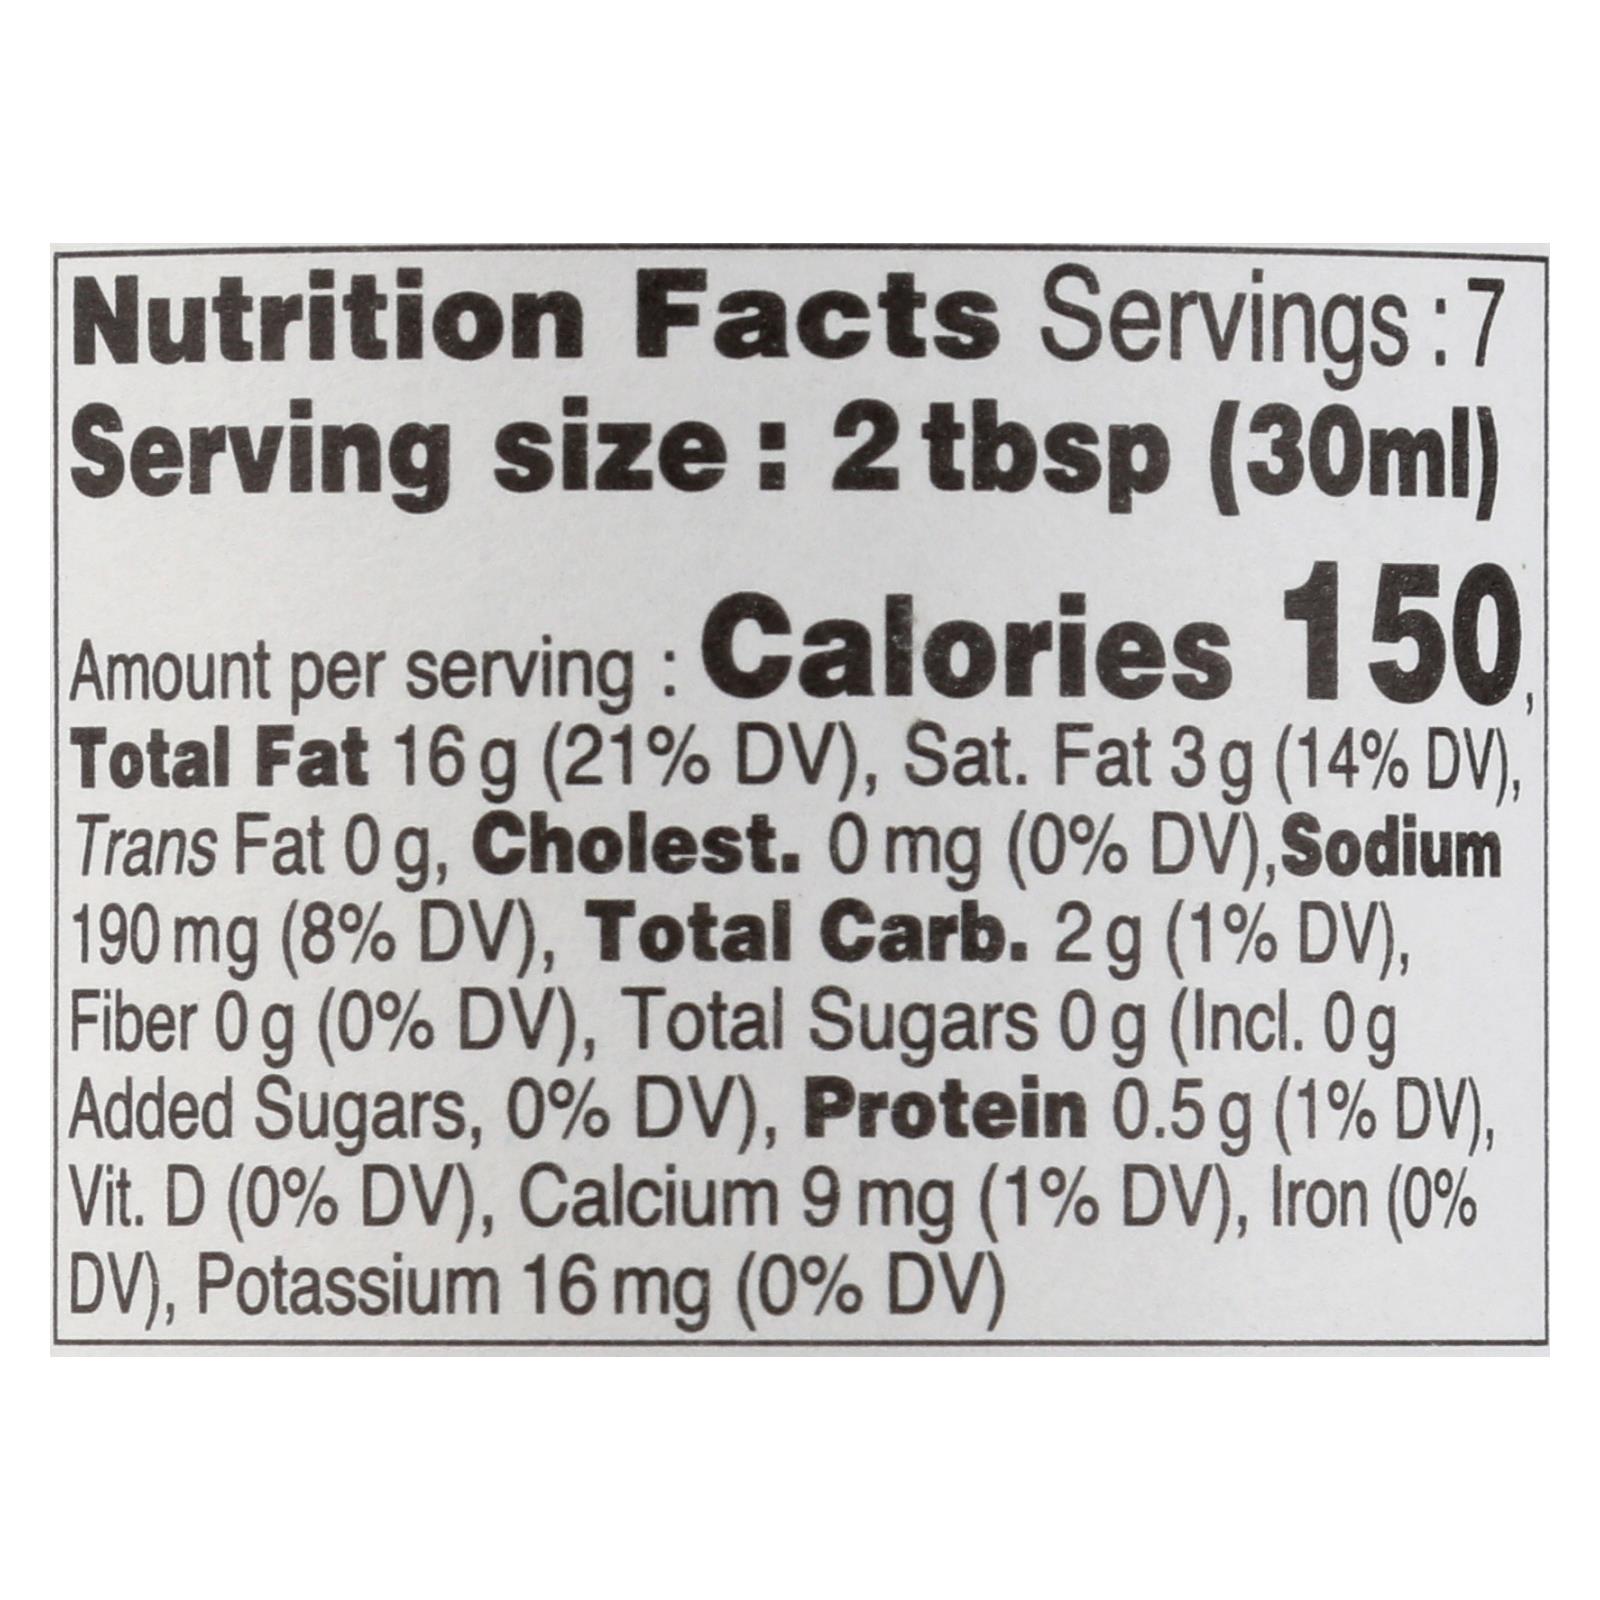 Nutrition Facts Servings : 7
Serving size : 2 tbsp (30ml)
Amount per serving : Calories 150,
Total Fat 16 g (21% DV), Sat. Fat 3 g (14% DV),
Trans Fat 0 g, Cholest. 0 mg (0% DV),Sodium
190 mg (8% DV), Total Carb. 2 g (1% DV),
Fiber 0 g (0% DV), Total Sugars 0 g (Incl. 0 g
Added Sugars, 0% DV), Protein 0.5 g (1% DV),
Vit. D (0% DV), Calcium 9 mg (1% DV), Iron (0%
DV), Potassium 16 mg (0% DV)